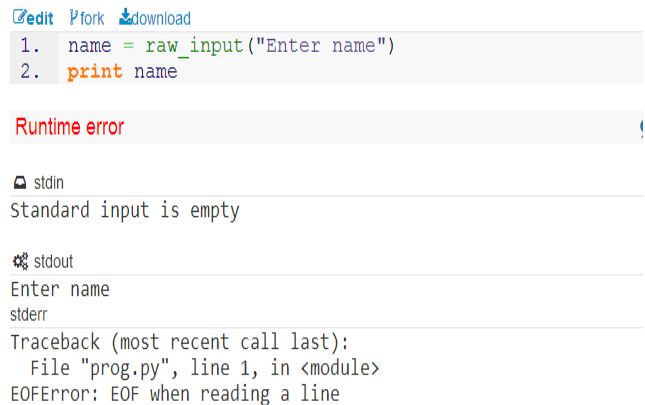 edit fork download
1. name = raw_input("Enter name")
2. print name
Runtime error
stdin
Standard input is empty
stdout
Enter name
stderr
Traceback (most recent call last):
  File "prog.py", line 1, in <module>
EOFError: EOF when reading a line